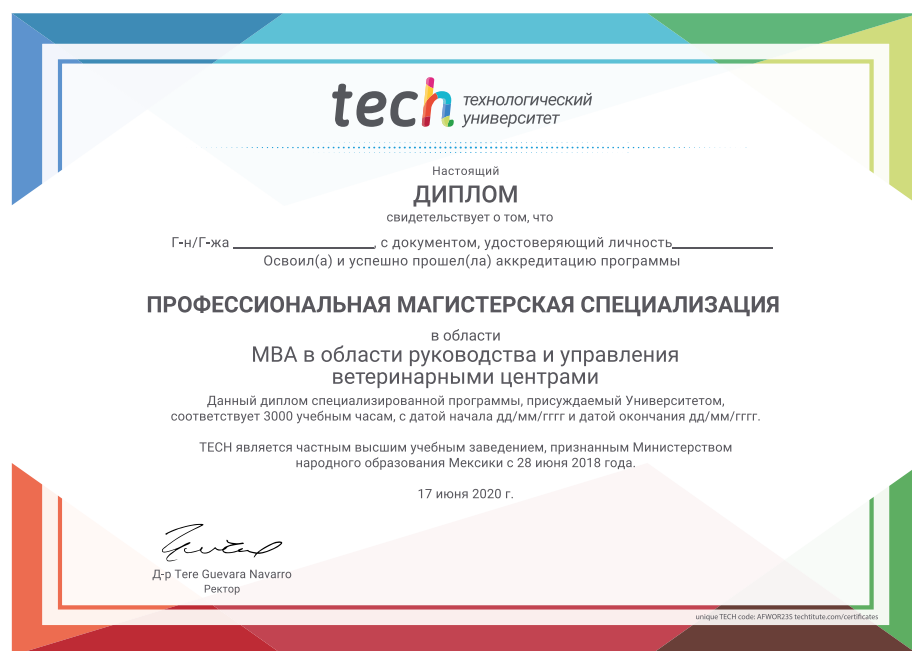 tech технологический
университет
Настоящий
ДИПЛОМ
свидетельствует о том, что
Г-н/Г-жа ____________________, с документом, удостоверяющий личность______________
Освоил(а) и успешно прошел(ла) аккредитацию программы
ПРОФЕССИОНАЛЬНАЯ МАГИСТЕРСКАЯ СПЕЦИАЛИЗАЦИЯ
в области
MBA в области руководства и управления
ветеринарными центрами
Данный диплом специализированной программы, присуждаемый Университетом,
соответствует 3000 учебным часам, с датой начала дд/мм/гггг и датой окончания дд/мм/гггг.
TECH является частным высшим учебным заведением, признанным Министерством
народного образования Мексики с 28 июня 2018 года.
17 июня 2020 г.
Д-р Tere Guevara Navarro
Ректор
unique TECH code: AFWOR23S techtitute.com/certificates